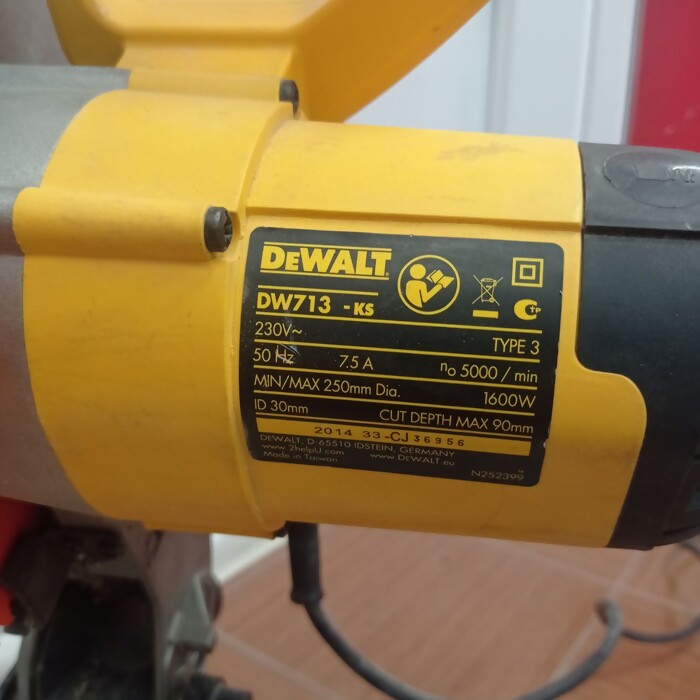 DEWALT
DW713 -KS
230V~ TYPE 3
50 Hz 7.5 A n₀ 5000 / min
MIN/MAX 250mm Dia. 1600W
ID 30mm CUT DEPTH MAX 90mm
2014 33-CJ 36956
DEWALT, D-65510 IDSTEIN, GERMANY
www.2helpU.com www.DEWALT.eu
Made in Taiwan N252399